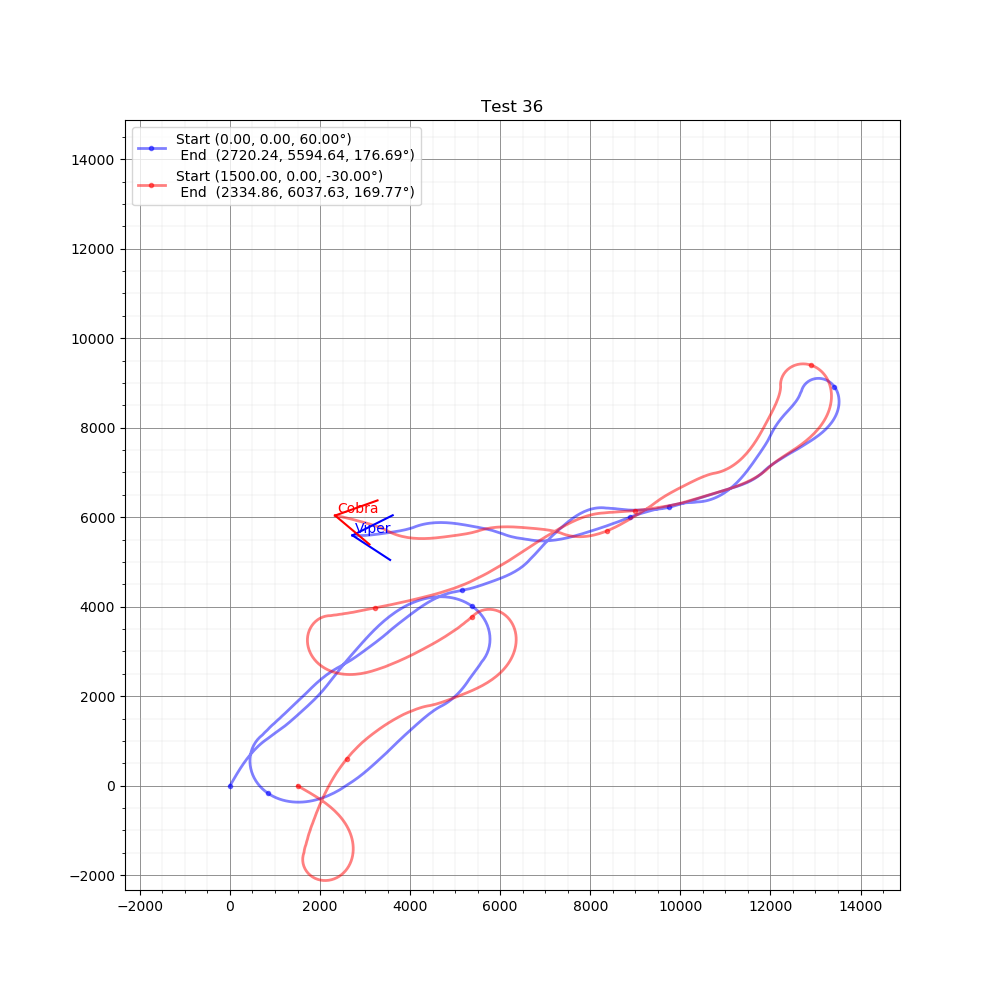 Test 36
Start (0.00, 0.00, 60.00°)
End  (2720.24, 5594.64, 176.69°)
Start (1500.00, 0.00, -30.00°)
End  (2334.86, 6037.63, 169.77°)
14000
12000
10000
8000
6000
4000
2000
0
−2000
Cobra
Viper
−2000 0 2000 4000 6000 8000 10000 12000 14000